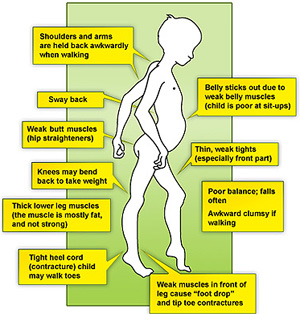 Shoulders and arms
are held back awkwardly
when walking
Sway back
Belly sticks out due to
weak belly muscles
(child is poor at sit-ups)
Weak butt muscles
(hip straighteners)
Thin, weak tights
(especially front part)
Knees may bend
back to take weight
Thick lower leg muscles
(the muscle is mostly fat,
and not strong)
Poor balance; falls
often
Awkward clumsy if
walking
Tight heel cord
(contracture) child
may walk toes
Weak muscles in front of
leg cause “foot drop”
and tip toe contractures